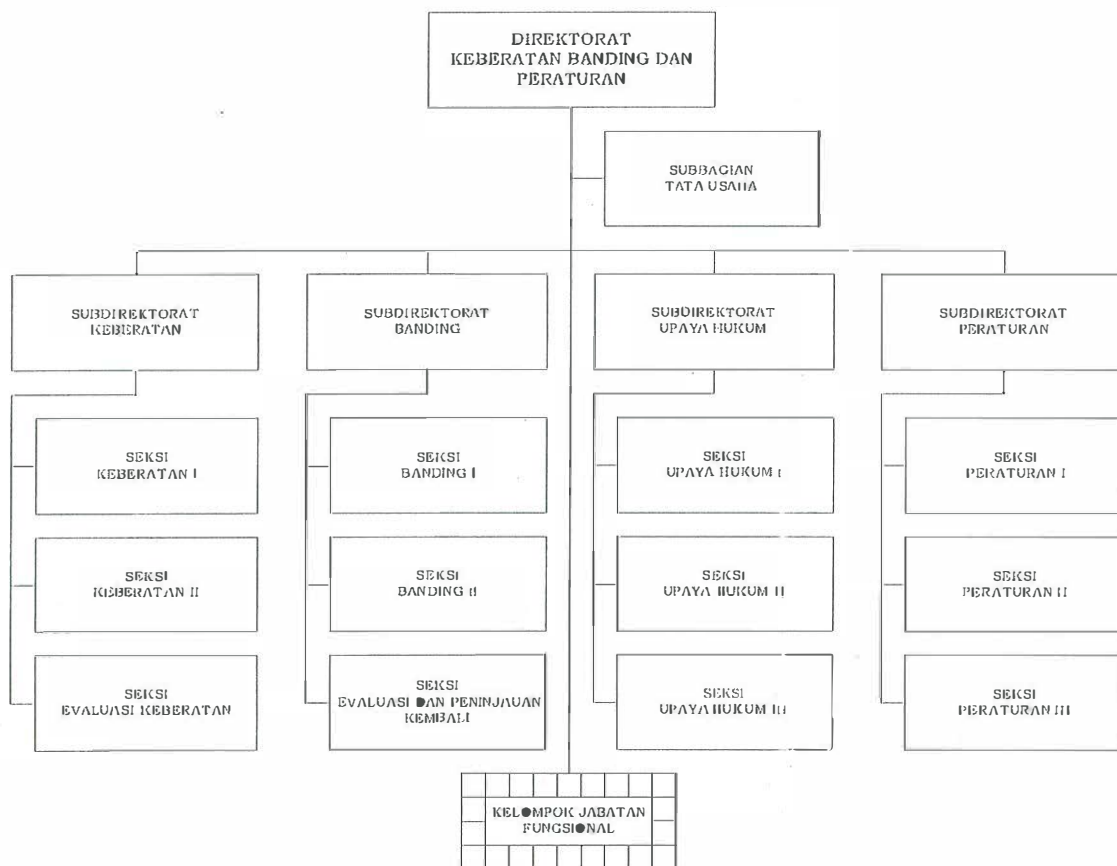 DIREKTORAT
KEBERATAN BANDING DAN
PERATURAN
SUBBAGIAN
TATA USAHA
SUBDIREKTORAT
KEBERATAN
SUBDIREKTORAT
BANDING
SUBDIREKTORAT
UPAYA HUKUM
SUBDIREKTORAT
PERATURAN
SEKSI
KEBERATAN I
SEKSI
BANDING I
SEKSI
UPAYA HUKUM I
SEKSI
PERATURAN I
SEKSI
KEBERATAN II
SEKSI
BANDING II
SEKSI
UPAYA HUKUM II
SEKSI
PERATURAN II
SEKSI
EVALUASI KEBERATAN
SEKSI
EVALUASI DAN PENINJAUAN
KEMBALI
SEKSI
UPAYA HUKUM III
SEKSI
PERATURAN III
KELOMPOK JABATAN
FUNGSIONAL